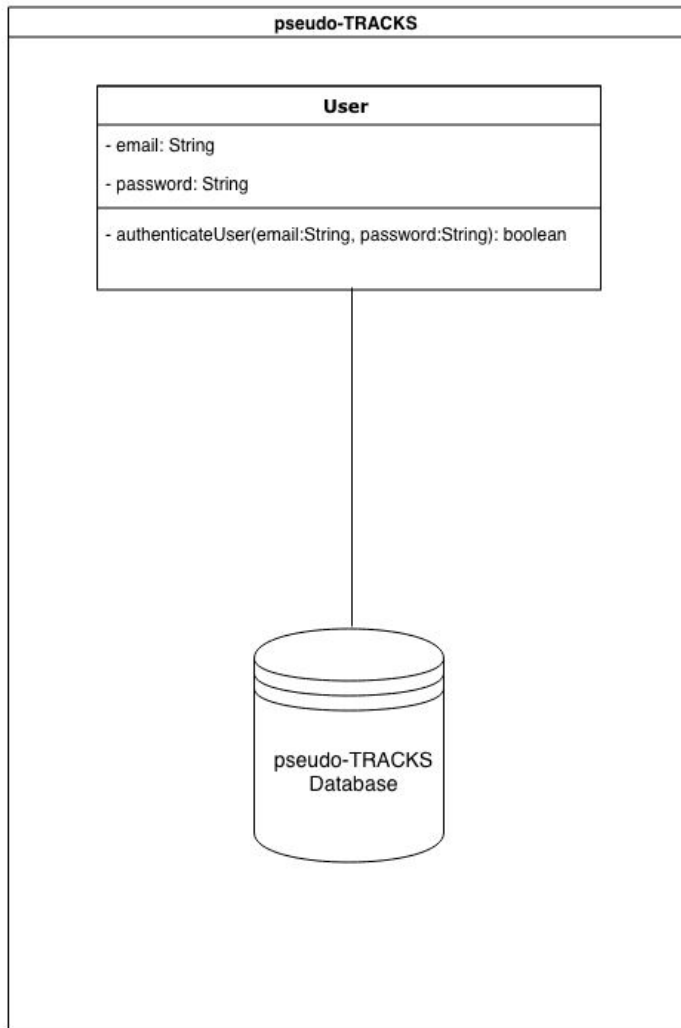 pseudo-TRACKS
User
- email: String
- password: String
- authenticateUser(email:String, password:String): boolean
pseudo-TRACKS
Database